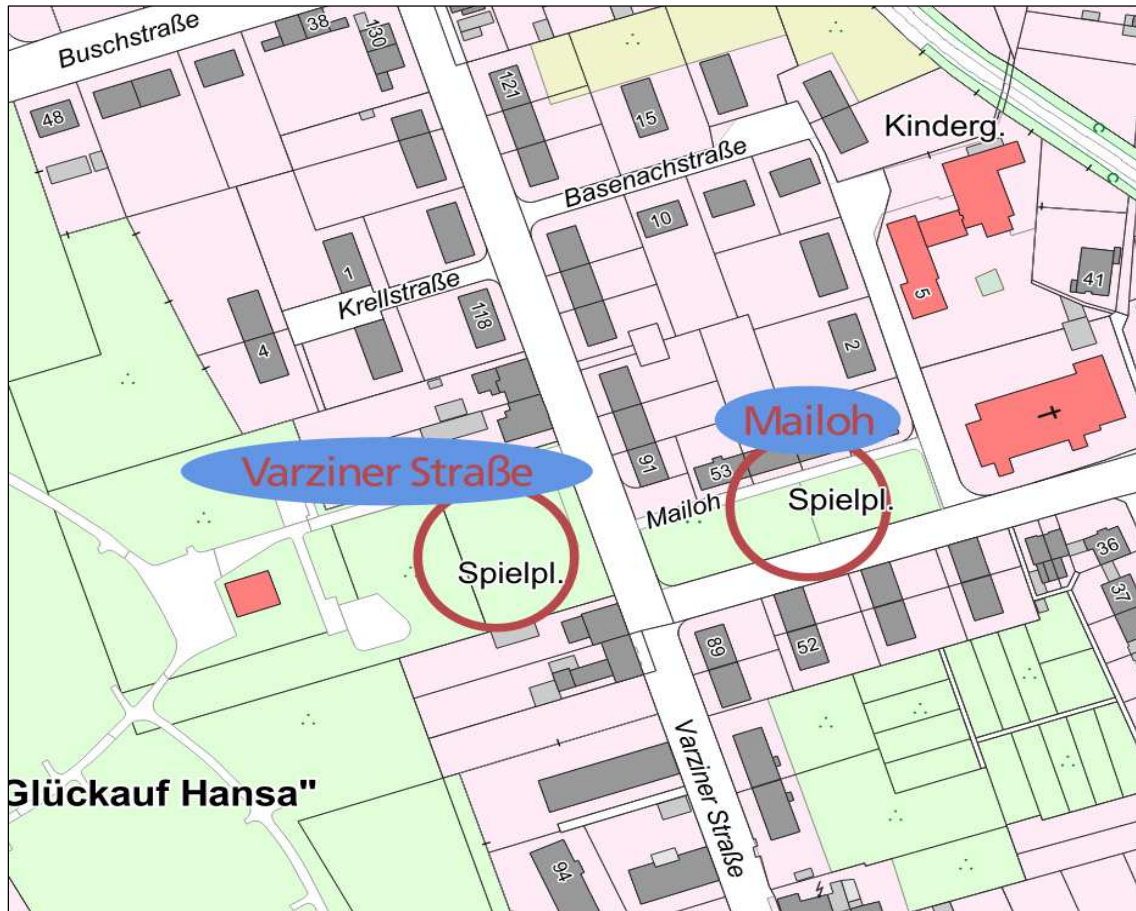 Buschstraße
38
130
48
121
15
Kinderg.
Basenachstraße
10
1
Krellstraße
118
4
41
5
2
Varziner Straße
Mailoh
91
53
Mailoh
Spielpl.
Spielpl.
36
37
89
52
Varziner Straße
Glückauf Hansa"
94
c
c